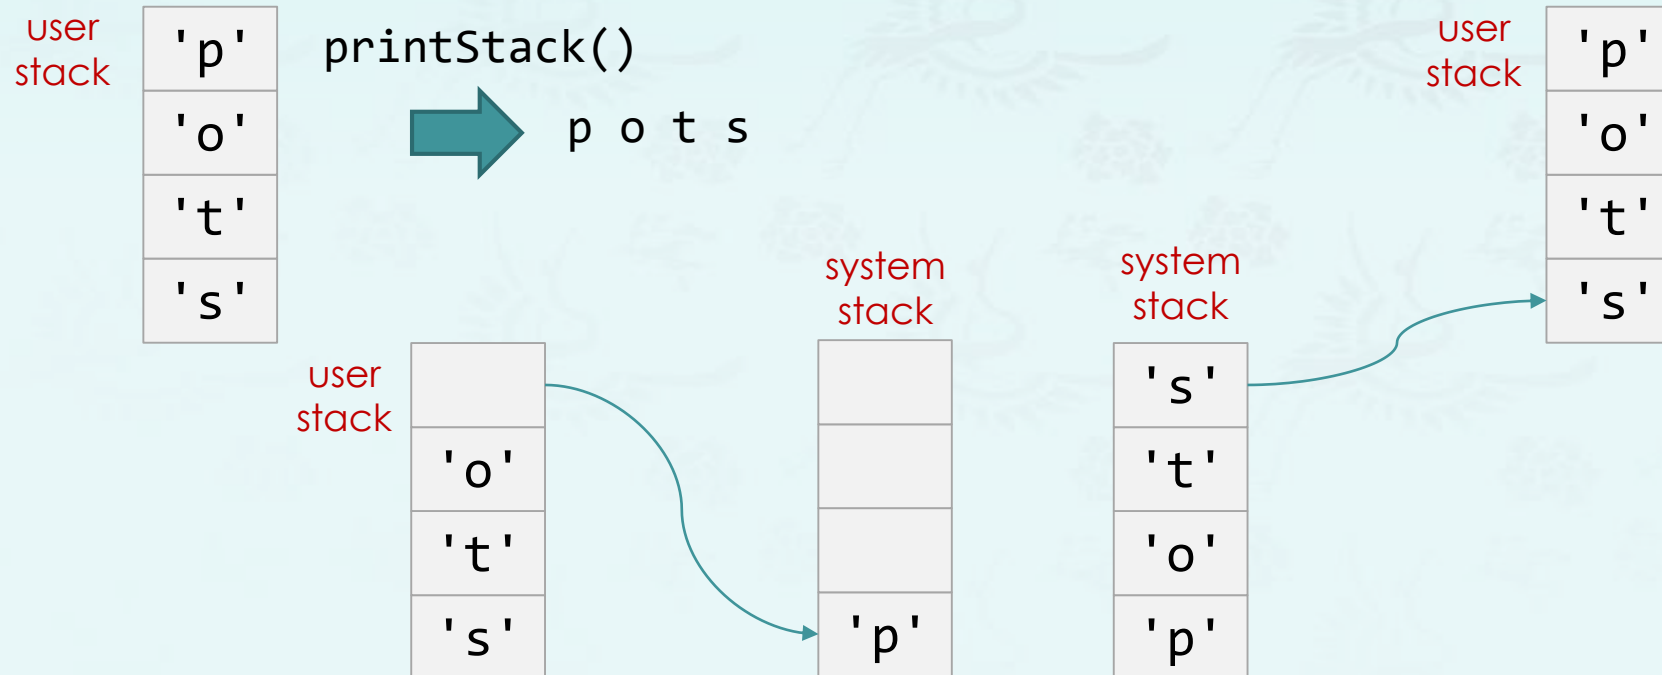 user
stack
'p'
'o'
't'
's'
printStack()
p o t s
user
stack
'o'
't'
's'
system
stack
'p'
system
stack
's'
't'
'o'
'p'
user
stack
'p'
'o'
't'
's'